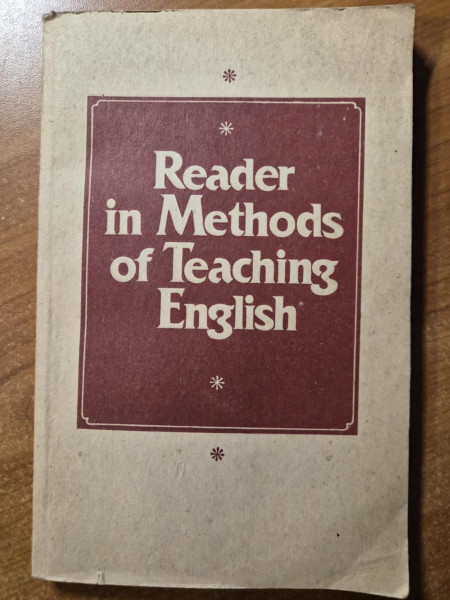 Reader
in Methods
of Teaching
English